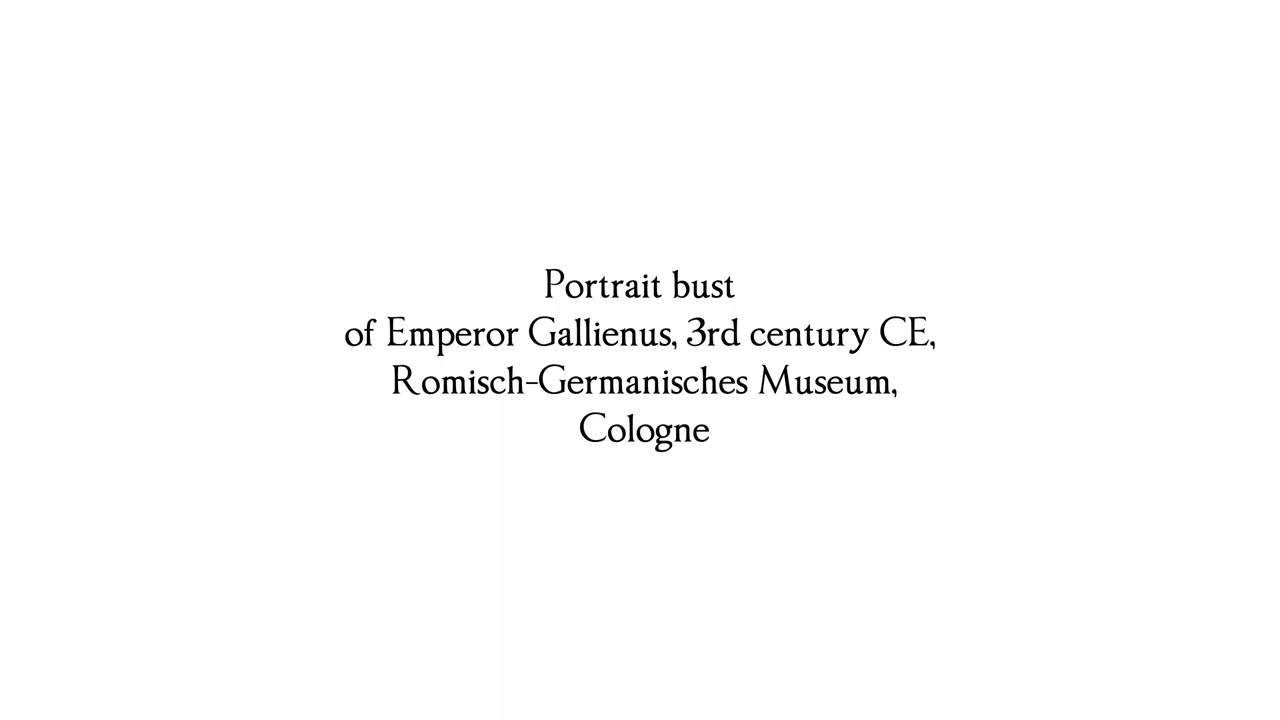 Portrait bust
of Emperor Gallienus, 3rd century CE,
Romisch-Germanisches Museum,
Cologne